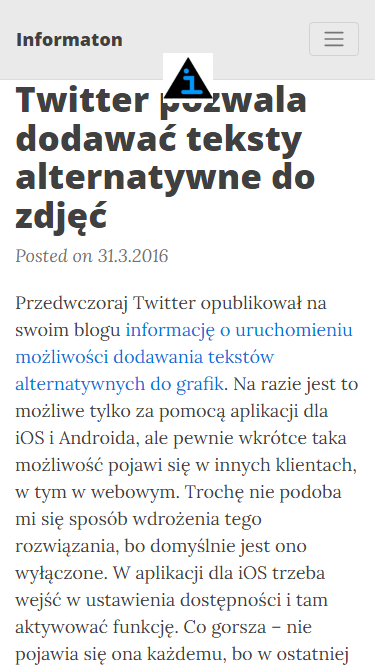 Informaton
Twitter pozwala
dodawać teksty
alternatywne do
zdjęć
Posted on 31.3.2016
Przedwczoraj Twitter opublikował na
swoim blogu informację o uruchomieniu
możliwości dodawania tekstów
alternatywnych do grafik. Na razie jest to
możliwe tylko za pomocą aplikacji dla
iOS i Androida, ale pewnie wkrótce taka
możliwość pojawi się w innych klientach,
w tym w webowym. Trochę nie podoba
mi się sposób wdrożenia tego
rozwiązania, bo domyślnie jest ono
wyłączone. W aplikacji dla iOS trzeba
wejść w ustawienia dostępności i tam
aktywować funkcję. Co gorsza – nie
pojawia się ona każdemu, bo w ostatniej